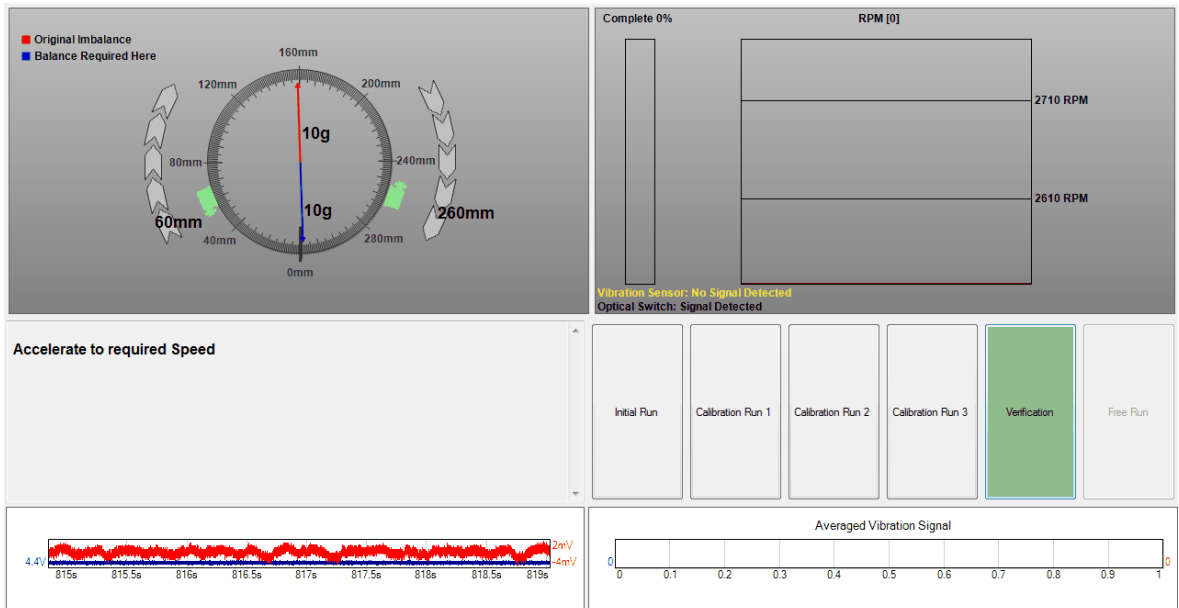 Original Imbalance
Balance Required Here
160mm
120mm
200mm
10g
80mm
240mm
10g
60mm
260mm
40mm
280mm
0mm
Complete 0%
RPM [0]
2710 RPM
2610 RPM
Vibration Sensor: No Signal Detected
Optical Switch: Signal Detected
Accelerate to required Speed
Initial Run
Calibration Run 1
Calibration Run 2
Calibration Run 3
Verification
Free Run
2mV
4.4V
-4mV
815s 815.5s 816s 816.5s 817s 817.5s 818s 818.5s 819s
Averaged Vibration Signal
0
0
0 0.1 0.2 0.3 0.4 0.5 0.6 0.7 0.8 0.9 1